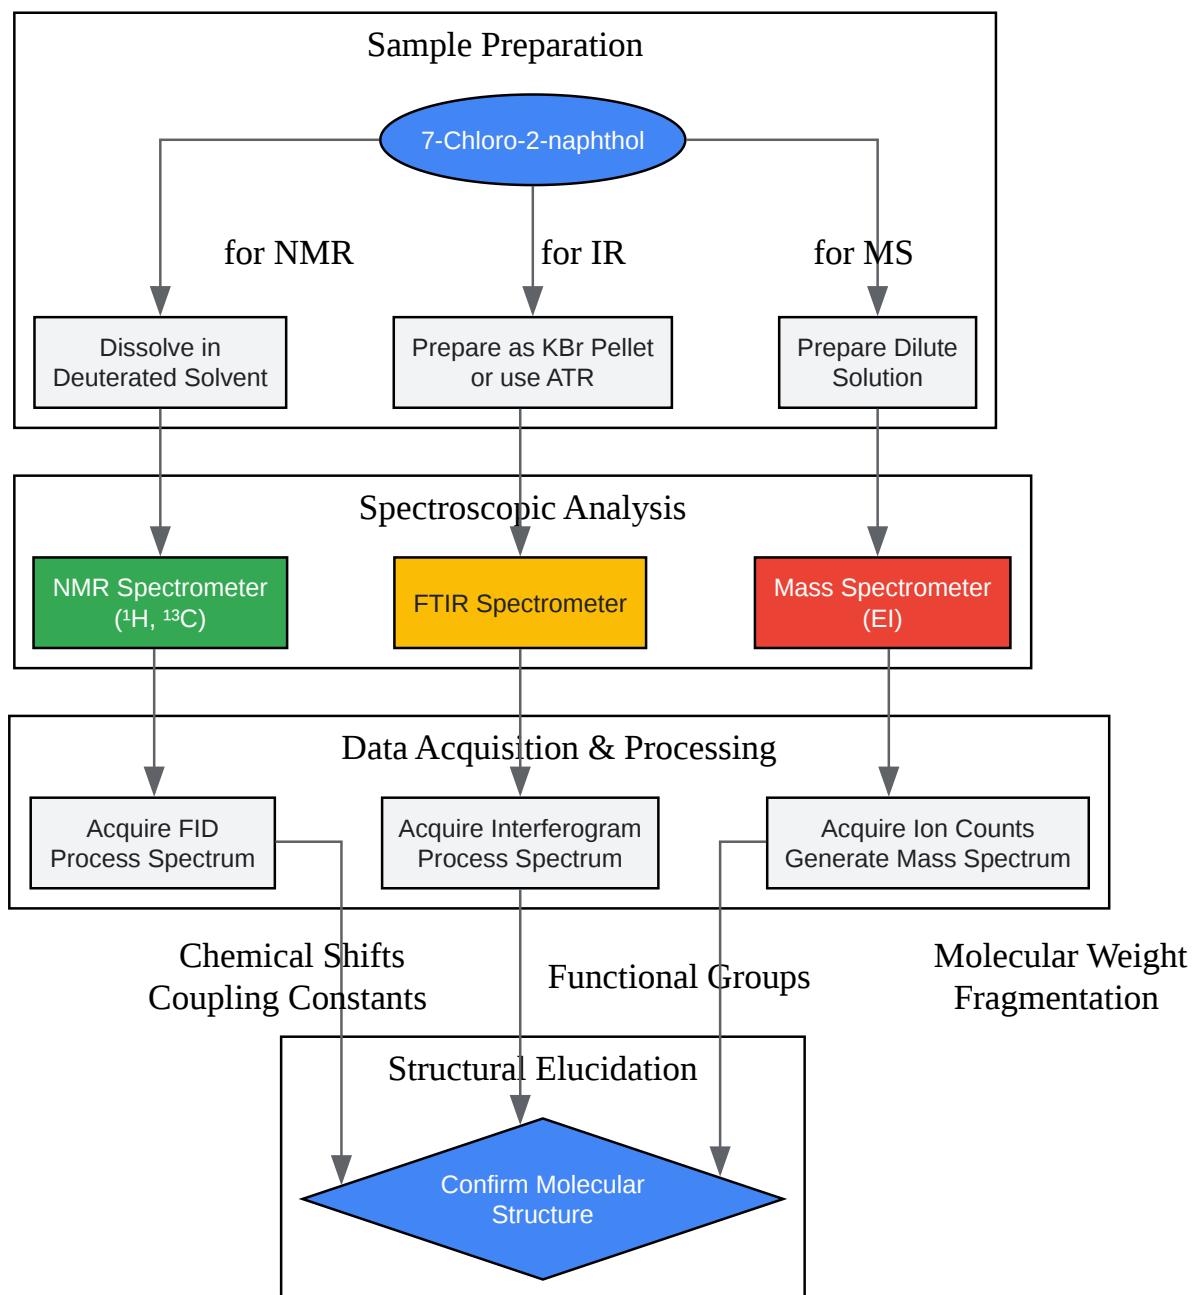 Sample Preparation
7-Chloro-2-naphthol
for NMR
for IR
for MS
Dissolve in
Deuterated Solvent
Prepare as KBr Pellet
or use ATR
Prepare Dilute
Solution
Spectroscopic Analysis
NMR Spectrometer
(¹H, ¹³C)
FTIR Spectrometer
Mass Spectrometer
(EI)
Data Acquisition & Processing
Acquire FID
Process Spectrum
Acquire Interferogram
Process Spectrum
Acquire Ion Counts
Generate Mass Spectrum
Chemical Shifts
Coupling Constants
Functional Groups
Molecular Weight
Fragmentation
Structural Elucidation
Confirm Molecular
Structure